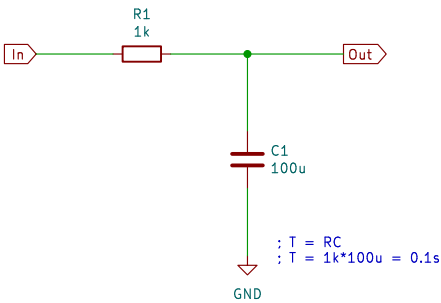 R1
1k
In
Out
C1
100u
; T = RC
; T = 1k*100u = 0.1s
GND